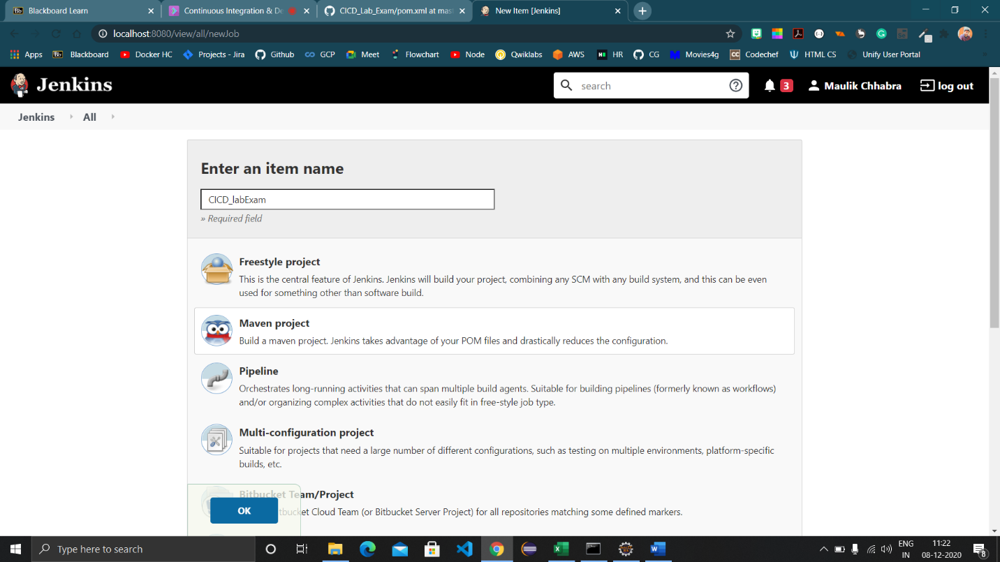 Blackboard Learn
Continuous Integration & De
CICD_Lab_Exam/pom.xml at mast
New Item [Jenkins]
localhost:8080/view/all/newJob
Apps
Bb Blackboard
Docker HC
Projects - Jira
Github
GCP
Meet
Flowchart
Node
Qwiklabs
AWS
HR
CG
Movies4g
CC Codechef
HTML CS
Unify User Portal
Jenkins
search
3
Maulik Chhabra
log out
Jenkins
All
Enter an item name
CICD_labExam
» Required field
Freestyle project
This is the central feature of Jenkins. Jenkins will build your project, combining any SCM with any build system, and this can be even
used for something other than software build.
Maven project
Build a maven project. Jenkins takes advantage of your POM files and drastically reduces the configuration.
Pipeline
Orchestrates long-running activities that can span multiple build agents. Suitable for building pipelines (formerly known as workflows)
and/or organizing complex activities that do not easily fit in free-style job type.
Multi-configuration project
Suitable for projects that need a large number of different configurations, such as testing on multiple environments, platform-specific
builds, etc.
Bitbucket Team/Project
OK
Cloud Team (or Bitbucket Server Project) for all repositories matching some defined markers.
Type here to search
ENG
IN
11:22
08-12-2020
8